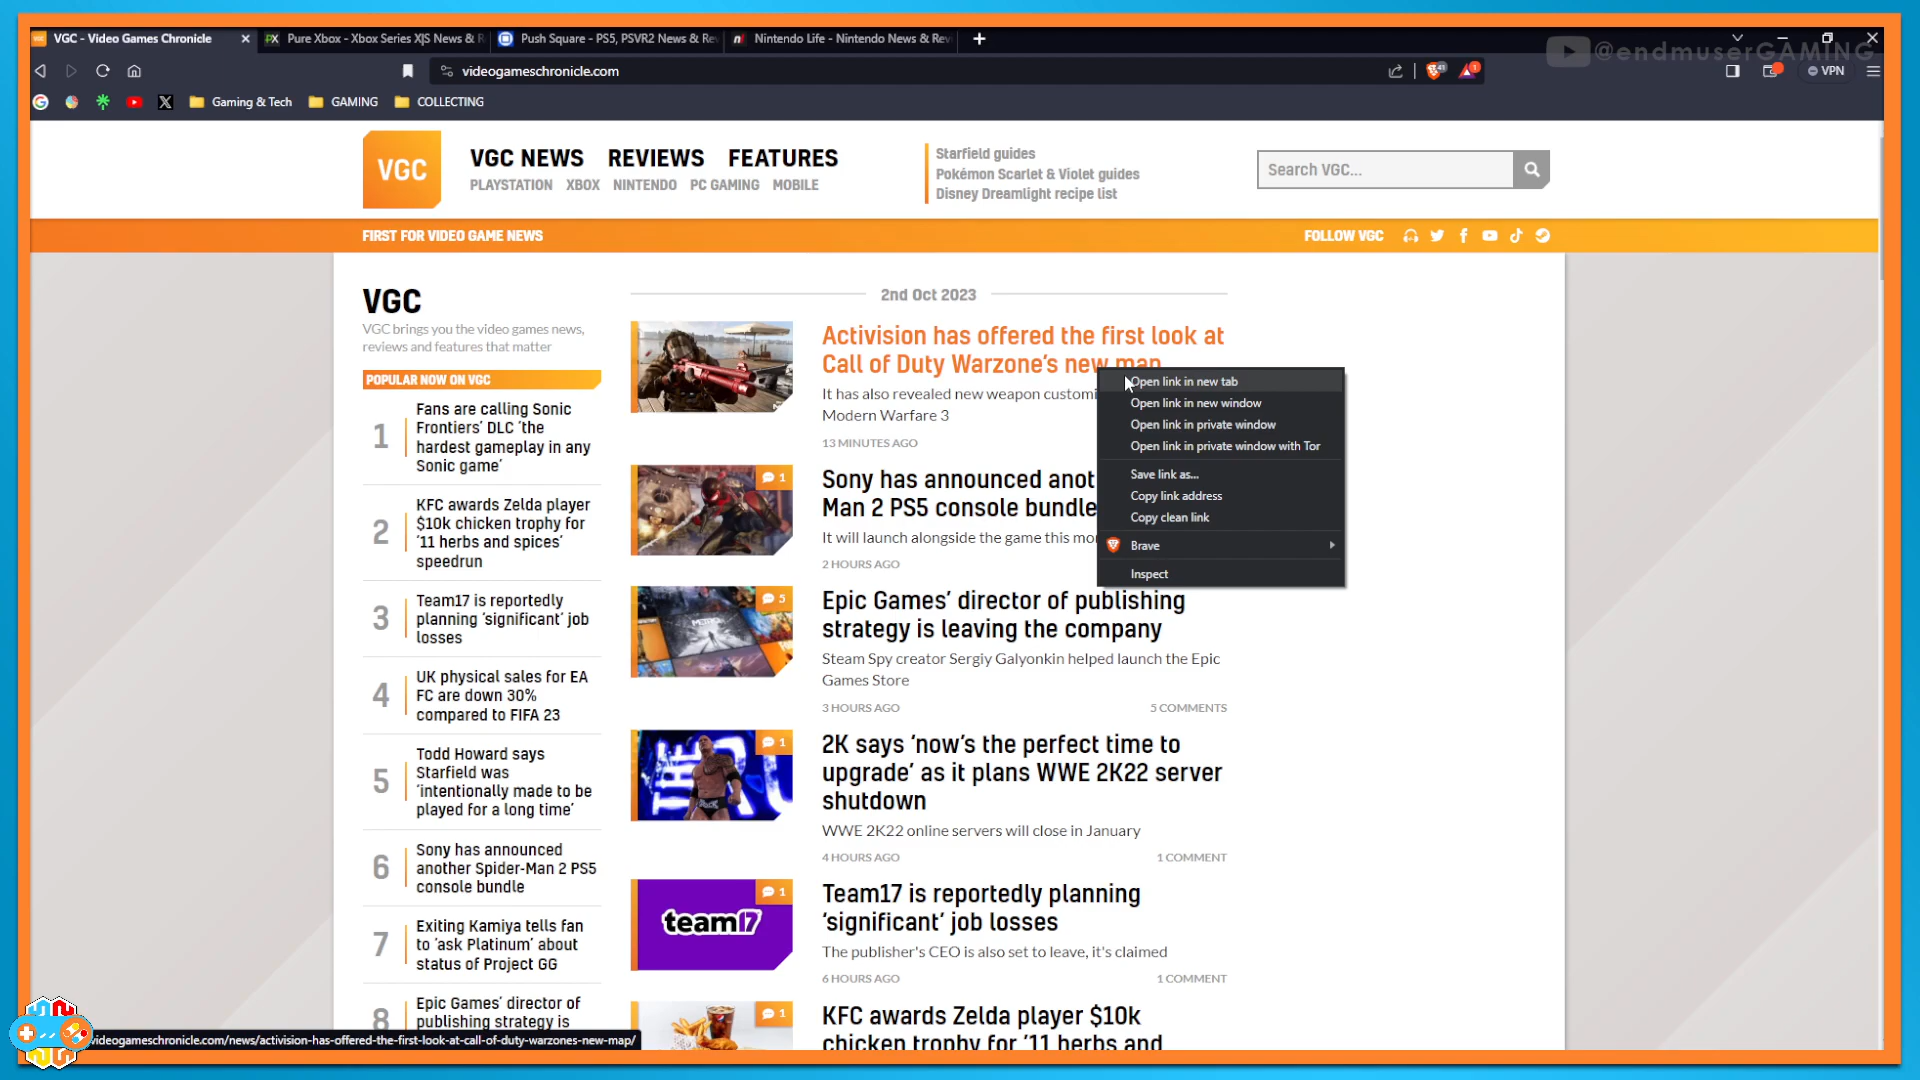 VGC - Video Games Chronicle
Pure Xbox - Xbox Series X|S News & R
Push Square - PS5, PSVR2 News & Re
Nintendo Life - Nintendo News & Rev
@endmuserGAMING
videogameschronicle.com
41
1
VPN
Gaming & Tech
GAMING
COLLECTING
VGC
VGC NEWS REVIEWS FEATURES
PLAYSTATION XBOX NINTENDO PC GAMING MOBILE
Starfield guides
Pokémon Scarlet & Violet guides
Disney Dreamlight recipe list
Search VGC...
FIRST FOR VIDEO GAME NEWS
FOLLOW VGC
VGC
VGC brings you the video games news,
reviews and features that matter
POPULAR NOW ON VGC
1
Fans are calling Sonic
Frontiers’ DLC ‘the
hardest gameplay in any
Sonic game’
2
KFC awards Zelda player
$10k chicken trophy for
‘11 herbs and spices’
speedrun
3
Team17 is reportedly
planning ‘significant’ job
losses
4
UK physical sales for EA
FC are down 30%
compared to FIFA 23
5
Todd Howard says
Starfield was
‘intentionally made to be
played for a long time’
6
Sony has announced
another Spider-Man 2 PS5
console bundle
7
Exiting Kamiya tells fan
to ‘ask Platinum’ about
status of Project GG
8
Epic Games’ director of
publishing strategy is
2nd Oct 2023
Activision has offered the first look at
Call of Duty Warzone’s new map
It has also revealed new weapon customi
Modern Warfare 3
13 MINUTES AGO
1
Sony has announced anot
Man 2 PS5 console bundle
It will launch alongside the game this mo
2 HOURS AGO
5
Epic Games’ director of publishing
strategy is leaving the company
Steam Spy creator Sergiy Galyonkin helped launch the Epic
Games Store
3 HOURS AGO
5 COMMENTS
1
2K says ‘now’s the perfect time to
upgrade’ as it plans WWE 2K22 server
shutdown
WWE 2K22 online servers will close in January
4 HOURS AGO
1 COMMENT
team17
1
Team17 is reportedly planning
‘significant’ job losses
The publisher's CEO is also set to leave, it's claimed
6 HOURS AGO
1 COMMENT
1
KFC awards Zelda player $10k
chicken trophy for ‘11 herbs and
Open link in new tab
Open link in new window
Open link in private window
Open link in private window with Tor
Save link as...
Copy link address
Copy clean link
Brave
Inspect
videogameschronicle.com/news/activision-has-offered-the-first-look-at-call-of-duty-warzones-new-map/